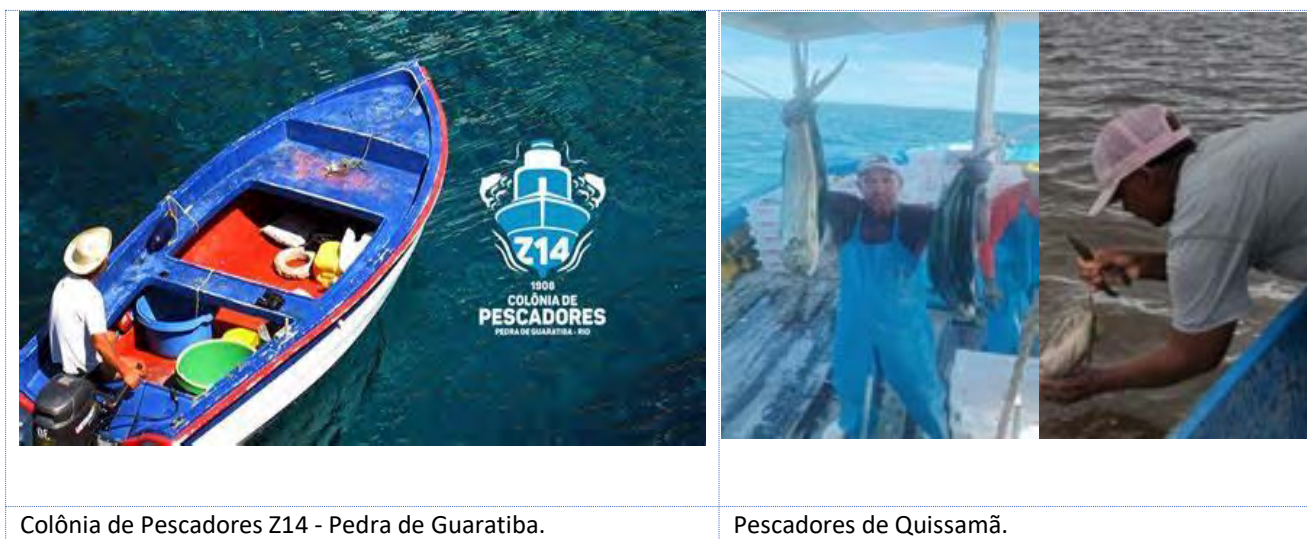 Z14
1908
COLÔNIA DE
PESCADORES
PEDRA DE GUARATIBA - RIO
Colônia de Pescadores Z14 - Pedra de Guaratiba.
Pescadores de Quissamã.